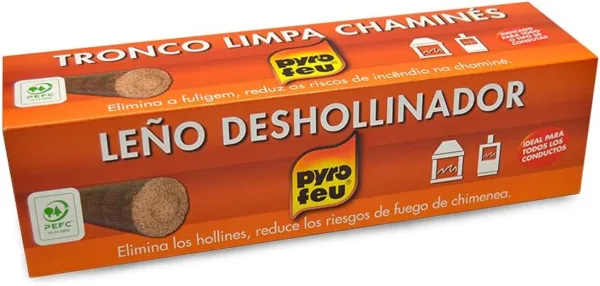 TRONCO LIMPA CHAMINÉS
pyro
feu
PEFC
Elimina a fuligem, reduz os riscos de incêndio na chaminé.
LEÑO DESHOLLINADOR
pyro
feu
IDEAL PARA
TODOS LOS
CONDUCTOS
PEFC
Elimina los hollines, reduce los riesgos de fuego de chimenea.